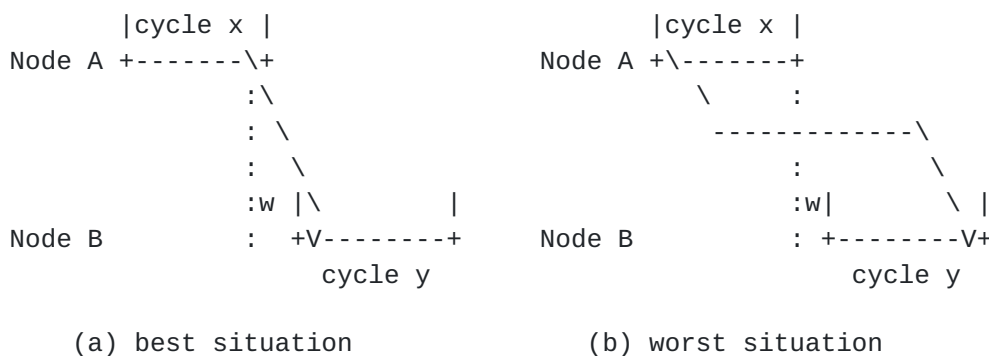 |cycle x |                     |cycle x |
Node A +-------\+              Node A +\-------+
               :\                       \     :
               : \                       -------------\
               :  \                           :        \
               :w |\        |                 :w|       \ |
Node B         :  +V--------+  Node B         : +--------V+
                    cycle y                       cycle y
    (a) best situation              (b) worst situation